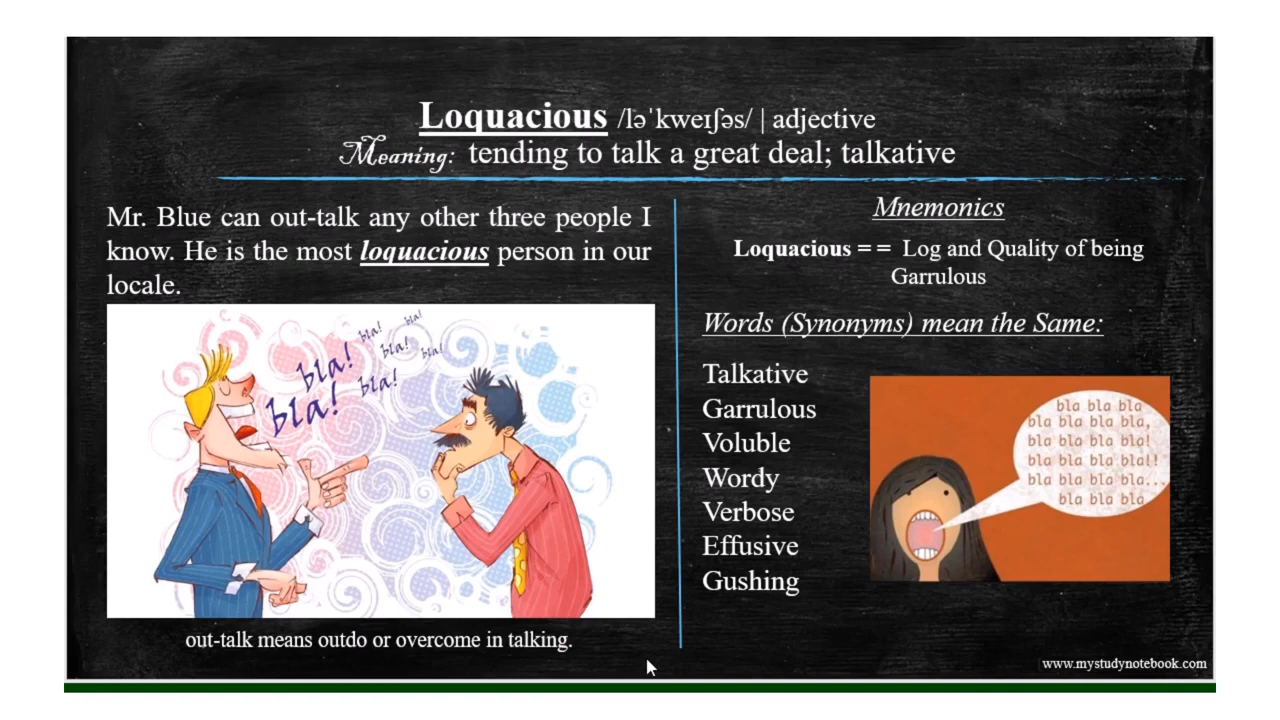 Loquacious /ləˈkweɪʃəs/ | adjective
Meaning: tending to talk a great deal; talkative
Mr. Blue can out-talk any other three people I
know. He is the most loquacious person in our
locale.
bla!
bla!
bla!
bla!
bla!
bla!
bla!
out-talk means outdo or overcome in talking.
Mnemonics
Loquacious = = Log and Quality of being
Garrulous
Words (Synonyms) mean the Same:
Talkative
Garrulous
Voluble
Wordy
Verbose
Effusive
Gushing
bla bla bla
bla bla bla bla,
bla bla bla bla!
bla bla bla bla!!
bla bla bla bla...
bla bla bla
www.mystudynotebook.com